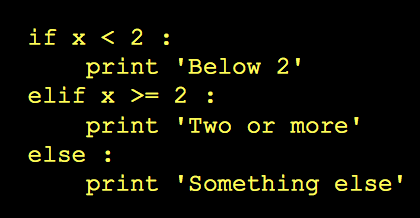 if x < 2 :
    print 'Below 2'
elif x >= 2 :
    print 'Two or more'
else :
    print 'Something else'